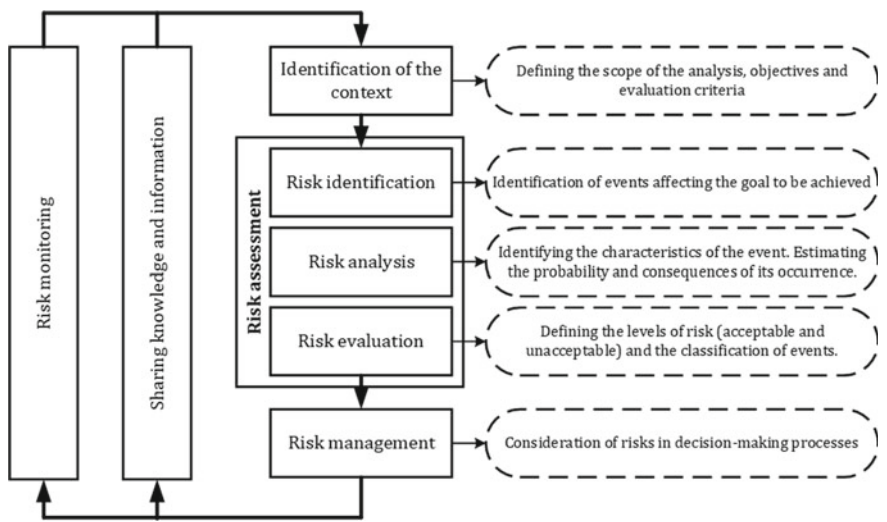 Risk monitoring
Sharing knowledge and information
Identification of the
context
Defining the scope of the analysis, objectives and
evaluation criteria
Risk assessment
Risk identification
Identification of events affecting the goal to be achieved
Risk analysis
Identifying the characteristics of the event. Estimating
the probability and consequences of its occurrence.
Risk evaluation
Defining the levels of risk (acceptable and
unacceptable) and the classification of events.
Risk management
Consideration of risks in decision-making processes